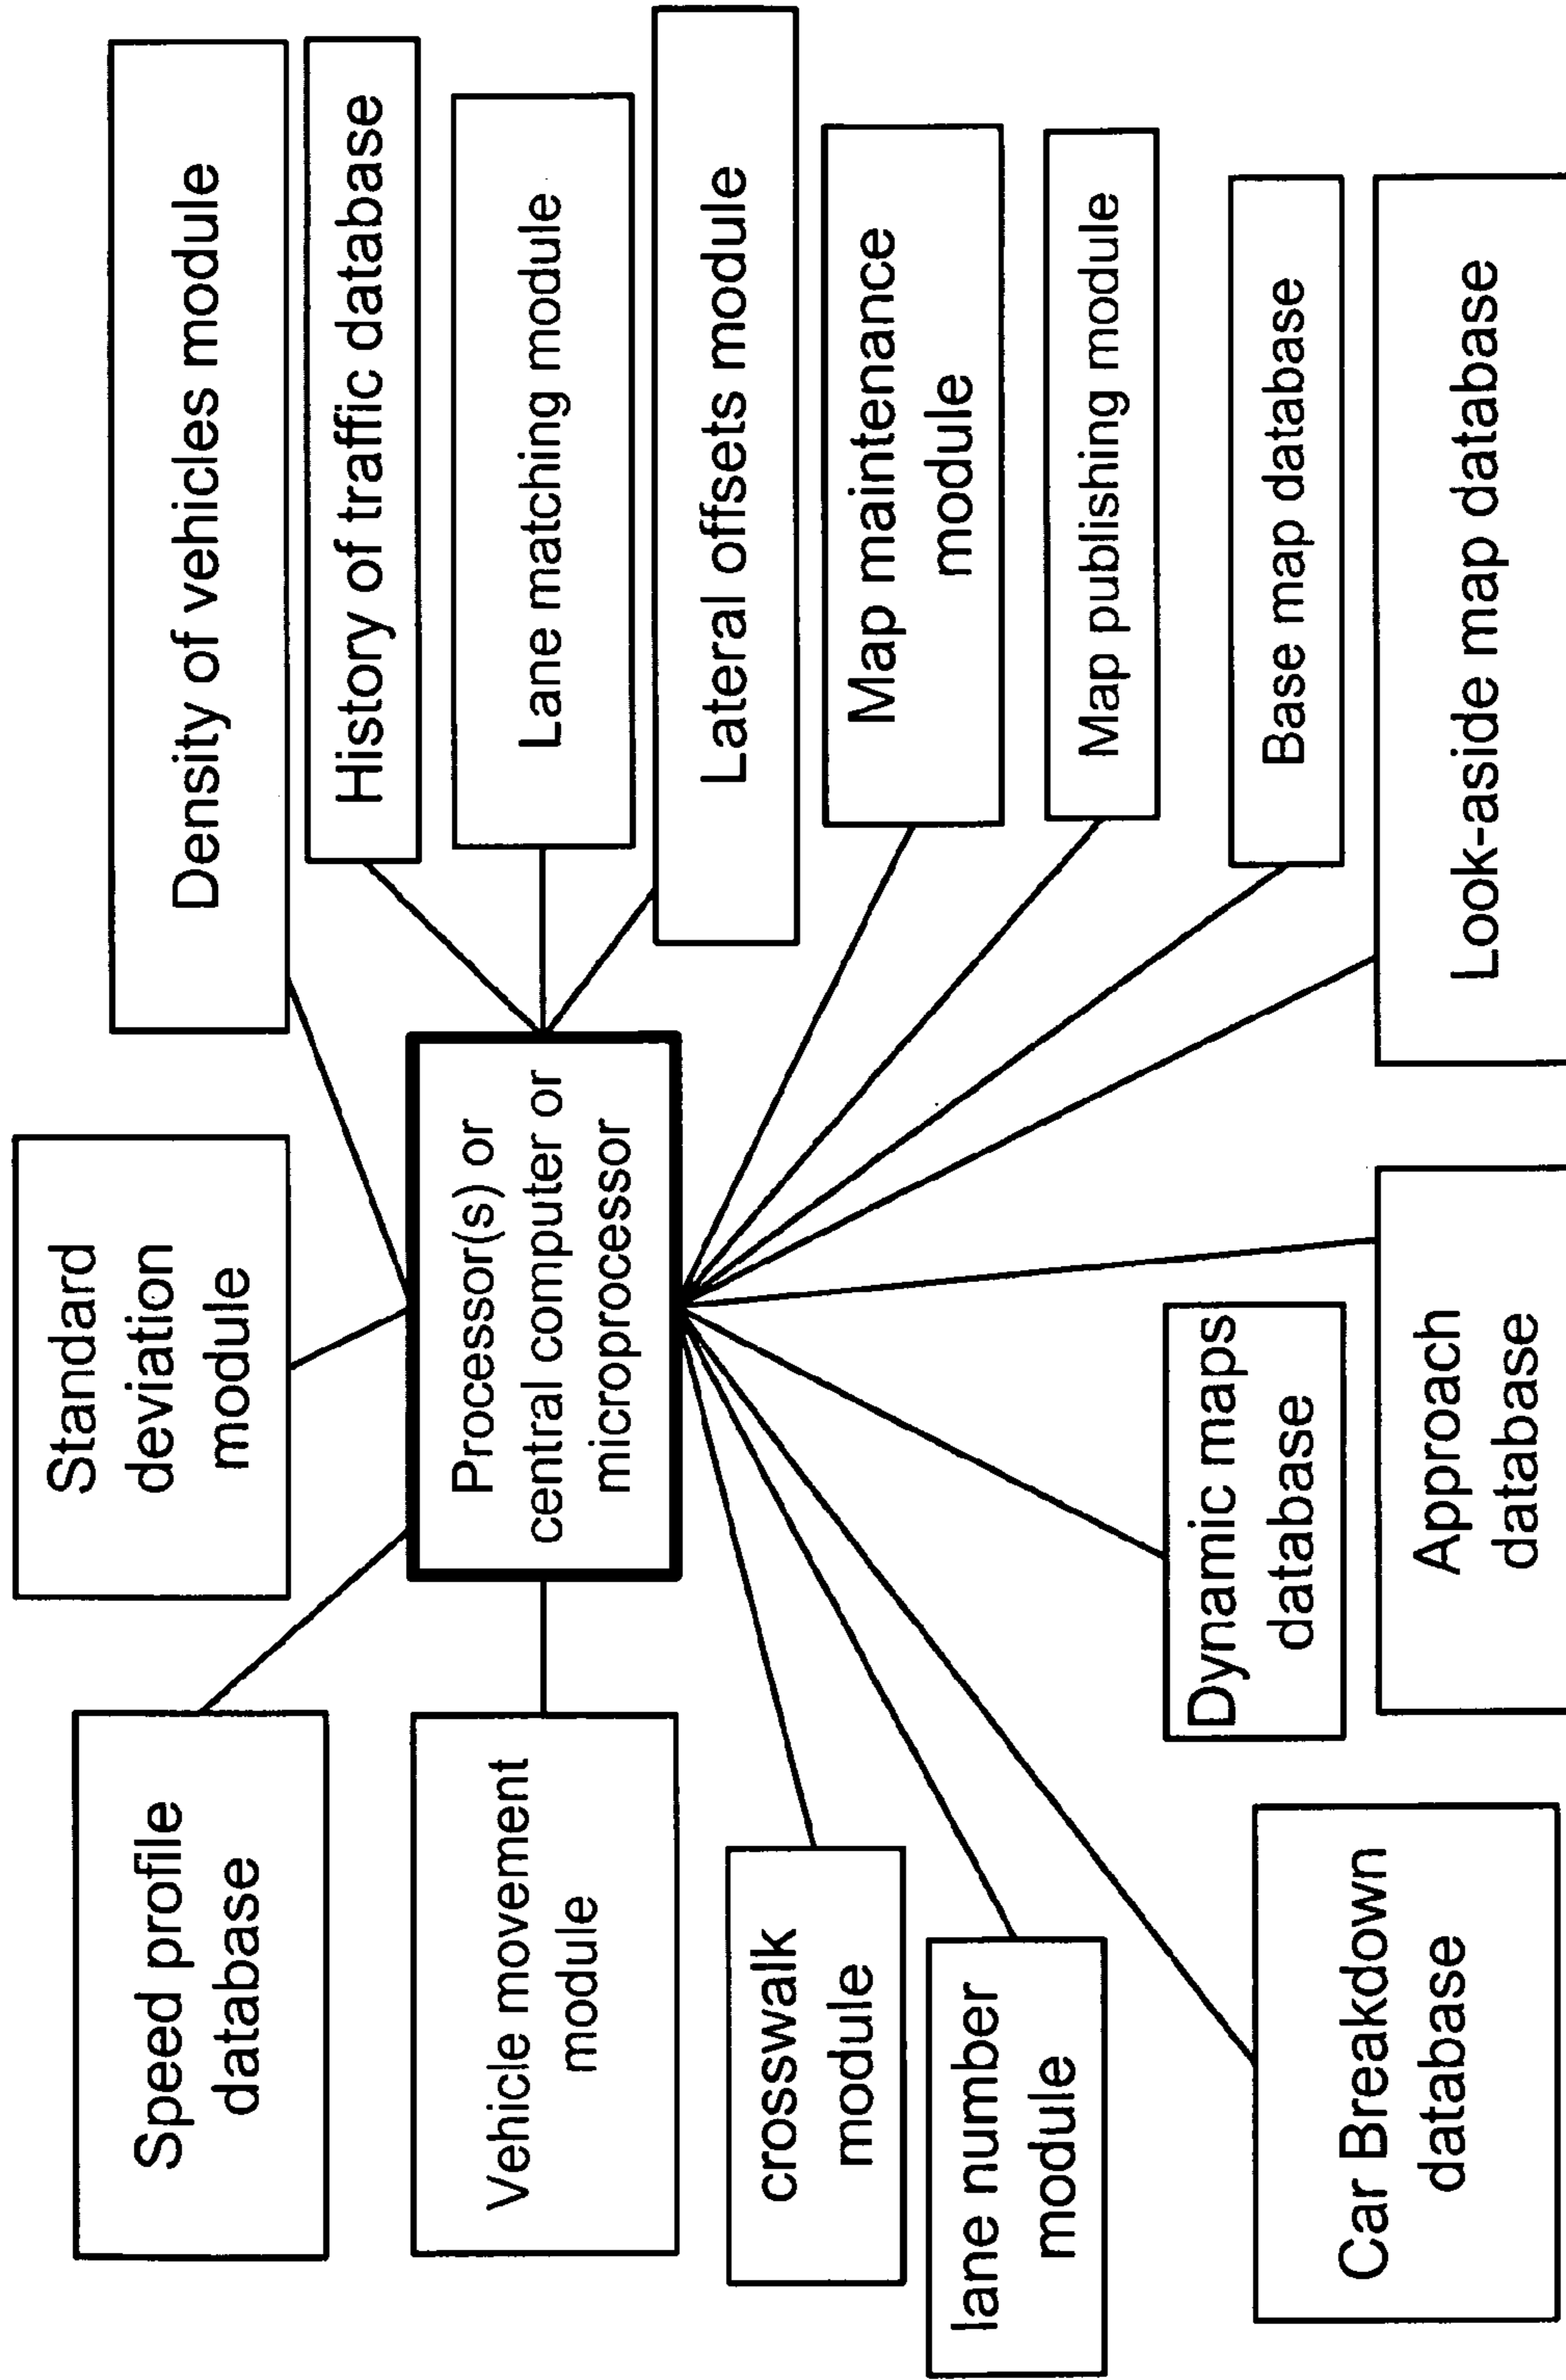 Speed profile
database
Standard
deviation
module
Density of vehicles module
History of traffic database
Vehicle movement
module
Processor(s) or
central computer or
microprocessor
Lane matching module
Lateral offsets module
crosswalk
module
Map maintenance
module
lane number
module
Map publishing module
Dynamic maps
database
Base map database
Car Breakdown
database
Approach
database
Look-aside map database